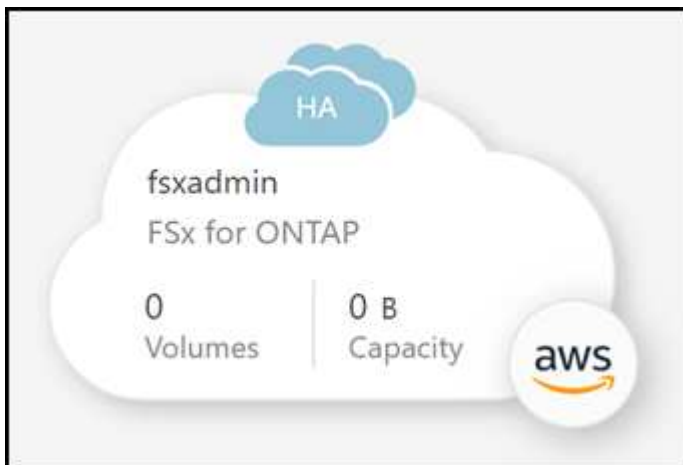 HA
fsxadmin
FSx for ONTAP
0
Volumes
0 B
Capacity
aws